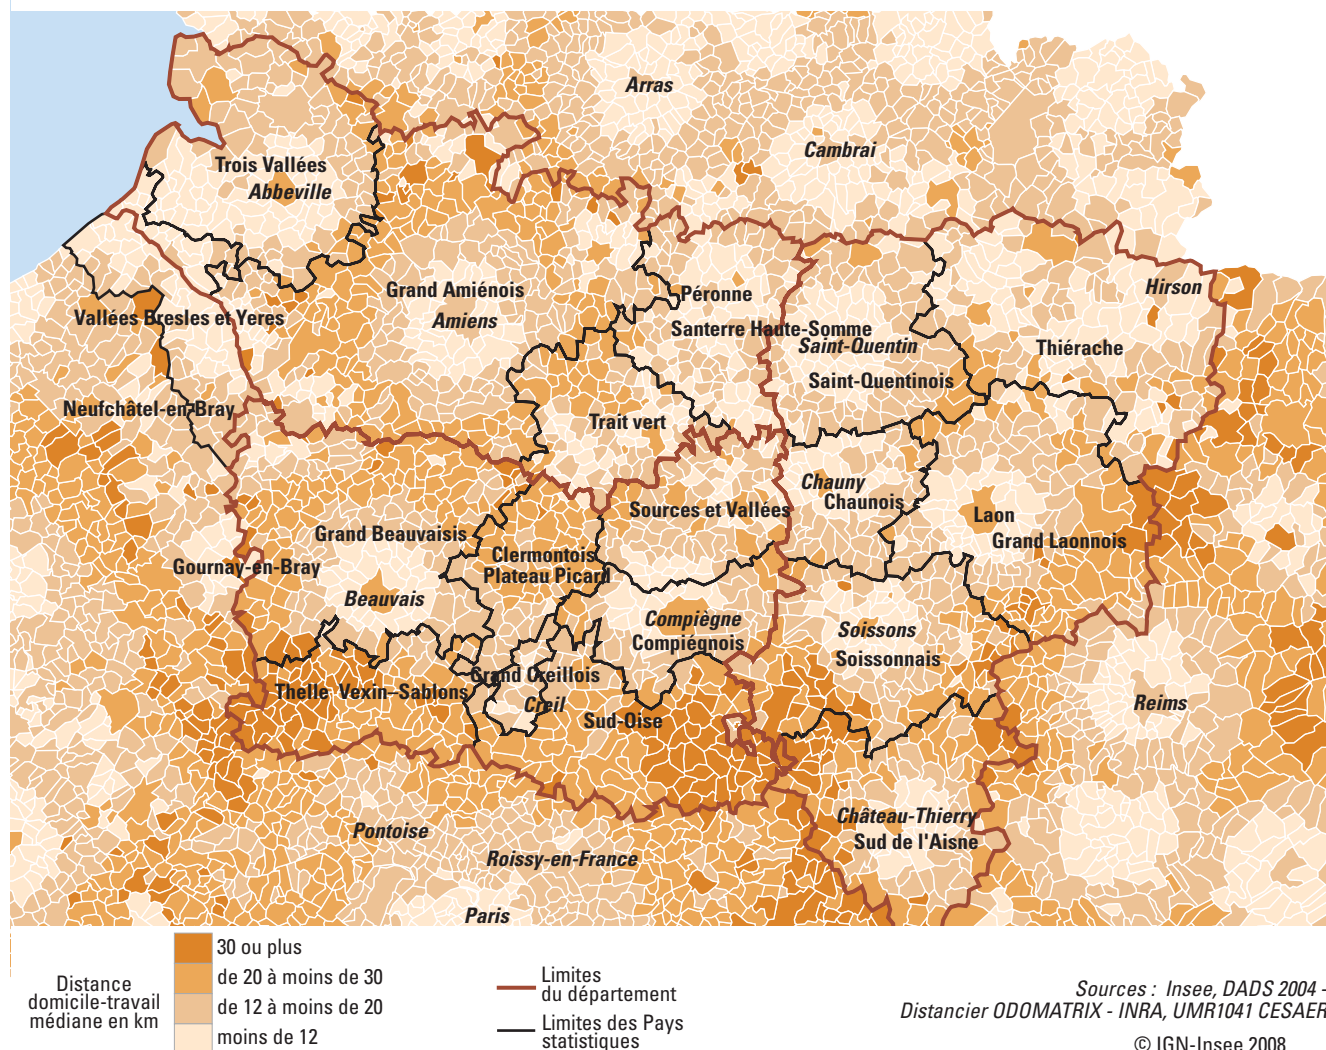 Arras
Cambrai
Trois Vallées
Abbeville
Hirson
Grand Amiénois
Amiens
Péronne
Vallées Bresles et Yeres
Santerre Haute-Somme
Saint-Quentin
Thiérache
Saint-Quentinois
Neufchâtel-en-Bray
Trait vert
Chauny
Chaunois
Sources et Vallées
Laon
Grand Laonnois
Grand Beauvaisis
Clermontois
Plateau Picard
Gournay-en-Bray
Beauvais
Compiègne
Compiégnois
Soissons
Soissonnais
Grand Creillois
Thelle Vexin–Sablons
Creil
Sud-Oise
Reims
Château-Thierry
Sud de l'Aisne
Pontoise
Roissy-en-France
Paris
Distance
domicile-travail
médiane en km
30 ou plus
de 20 à moins de 30
de 12 à moins de 20
moins de 12
Limites
du département
Limites des Pays
statistiques
Sources : Insee, DADS 2004 -
Distancier ODOMATRIX - INRA, UMR1041 CESAER
© IGN-Insee 2008